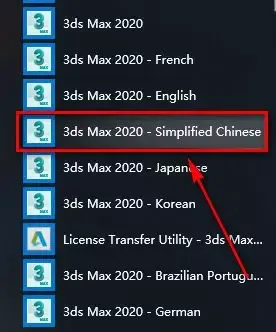 3ds Max 2020
3ds Max 2020 - French
3ds Max 2020 - English
3ds Max 2020 - Simplified Chinese
3ds Max 2020 - Japanese
3ds Max 2020 - Korean
License Transfer Utility - 3ds Max...
3ds Max 2020 - Brazilian Portugu...
3ds Max 2020 - German